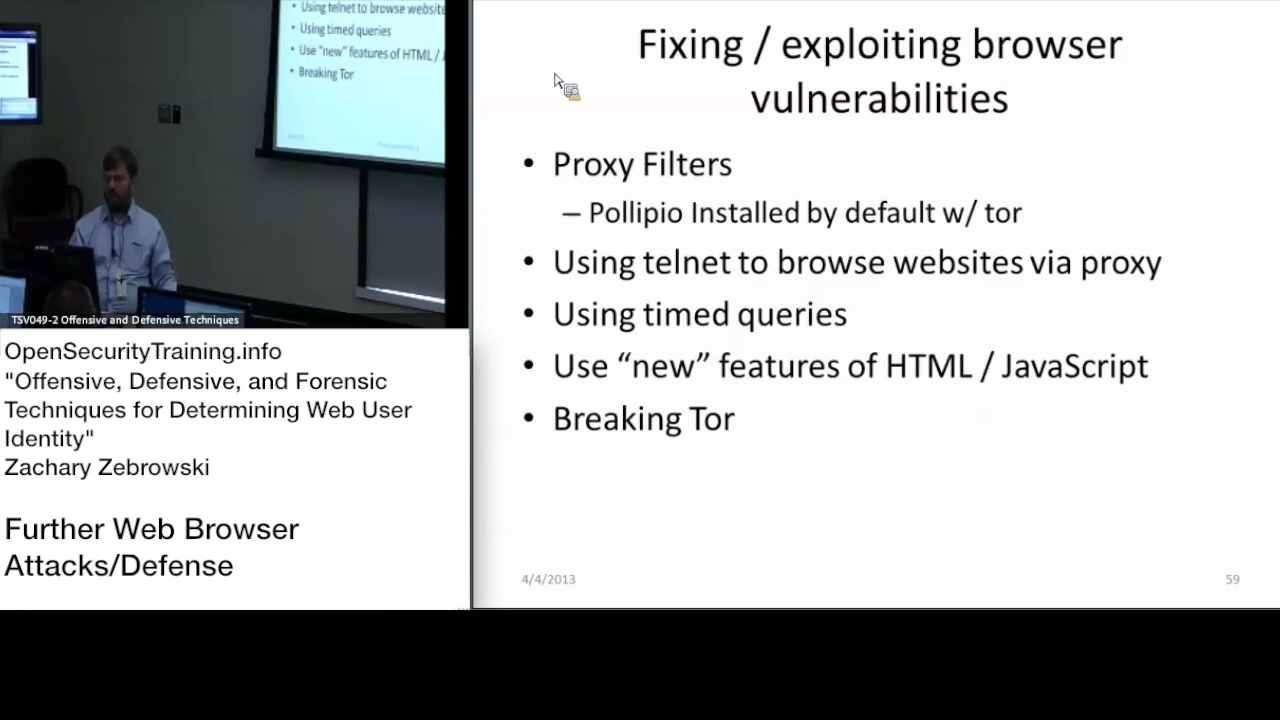 Using telnet to browse website
Using timed queries
Use "new" features of HTML /
Breaking Tor
TSV049-2 Offensive and Defensive Techniques
OpenSecurityTraining.info
"Offensive, Defensive, and Forensic
Techniques for Determining Web User
Identity"
Zachary Zebrowski
Further Web Browser
Attacks/Defense
Fixing / exploiting browser
vulnerabilities
• Proxy Filters
– Pollipio Installed by default w/ tor
• Using telnet to browse websites via proxy
• Using timed queries
• Use “new” features of HTML / JavaScript
• Breaking Tor
4/4/2013
59